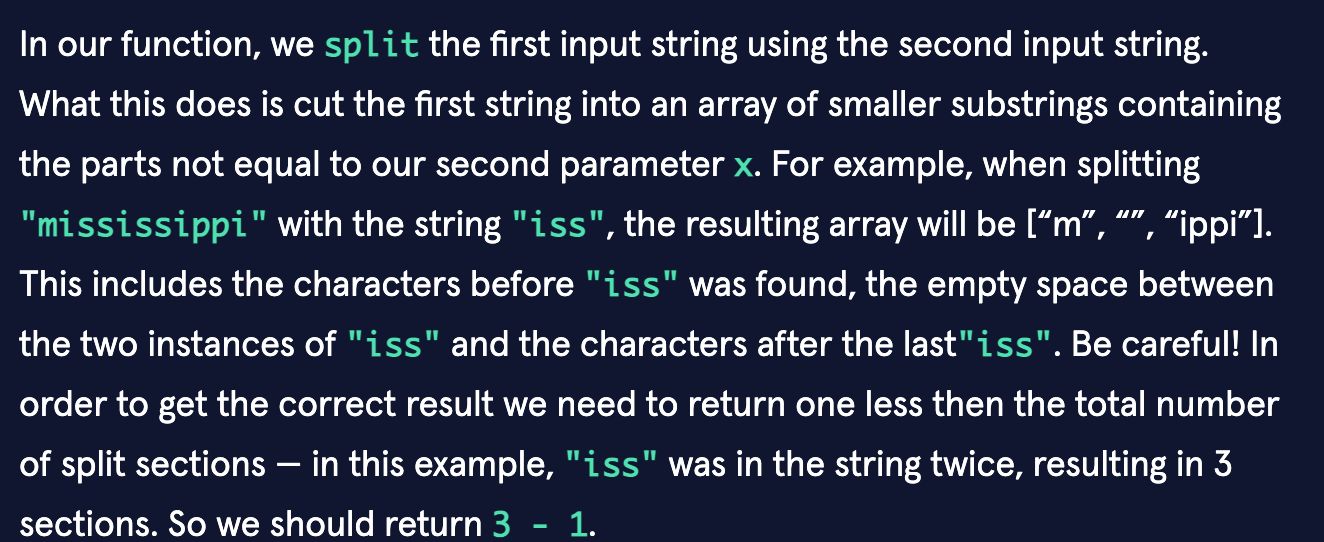 In our function, we split the first input string using the second input string.
What this does is cut the first string into an array of smaller substrings containing
the parts not equal to our second parameter x. For example, when splitting
"mississippi" with the string "iss", the resulting array will be [“m”, “”, “ippi”].
This includes the characters before "iss" was found, the empty space between
the two instances of "iss" and the characters after the last"iss". Be careful! In
order to get the correct result we need to return one less then the total number
of split sections — in this example, "iss" was in the string twice, resulting in 3
sections. So we should return 3 - 1.